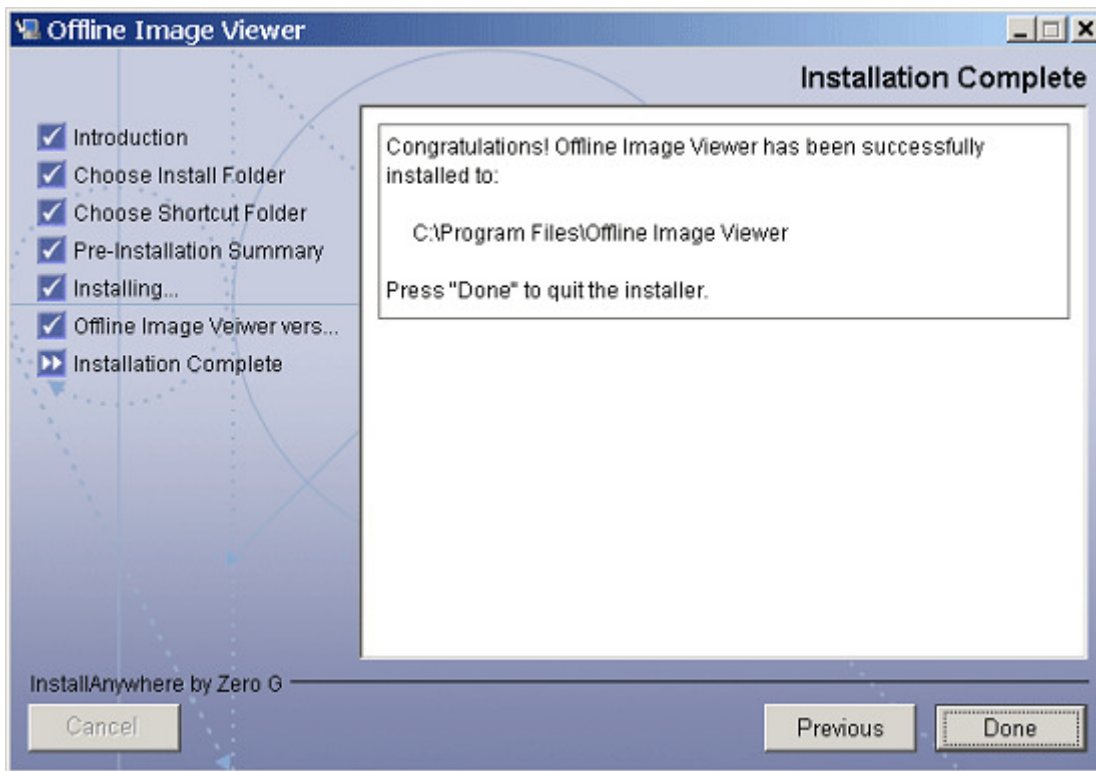 Offline Image Viewer
Installation Complete
Introduction
Choose Install Folder
Choose Shortcut Folder
Pre-Installation Summary
Installing...
Offline Image Veiwer vers...
Installation Complete
Congratulations! Offline Image Viewer has been successfully
installed to:
C:\Program Files\Offline Image Viewer
Press "Done" to quit the installer.
InstallAnywhere by Zero G
Cancel
Previous
Done